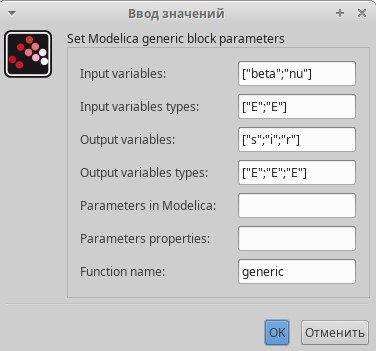 Ввод значений
Set Modelica generic block parameters
Input variables: ["beta";"nu"]
Input variables types: ["E";"E"]
Output variables: ["s";"i";"r"]
Output variables types: ["E";"E";"E"]
Parameters in Modelica:
Parameters properties:
Function name: generic
OK Отменить